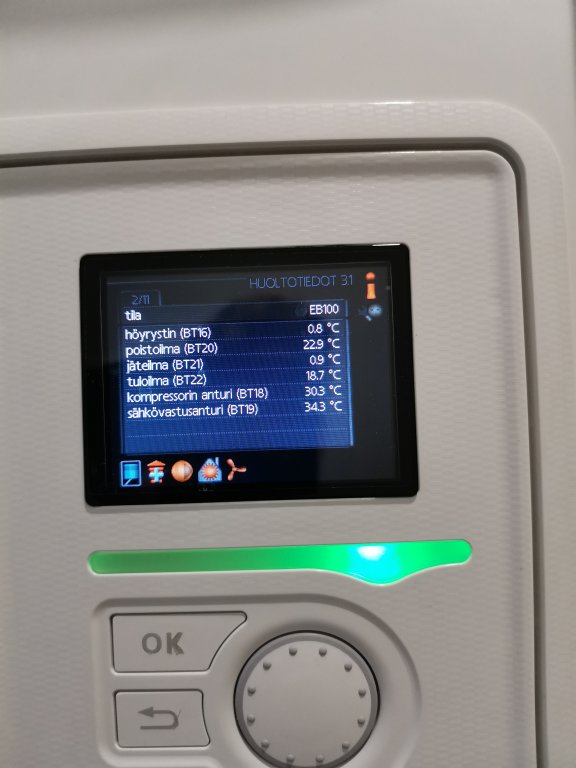 HUOLTOTIEDOT 3.1
2/11
tila EB100
höyrystin (BT16) 0.8 °C
poistoilma (BT20) 22.9 °C
jäteilma (BT21) 0.9 °C
tuloilma (BT22) 18.7 °C
kompressorin anturi (BT18) 30.3 °C
sähkövastusanturi (BT19) 34.3 °C
OK